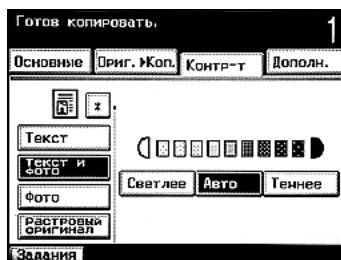 Готов копировать.
1
Основные
Ориг.►Коп.
Контр-т
Дополн.
*
Текст
Текст и
фото
Фото
Растровый
оригинал
Светлее
Авто
Темнее
Задания